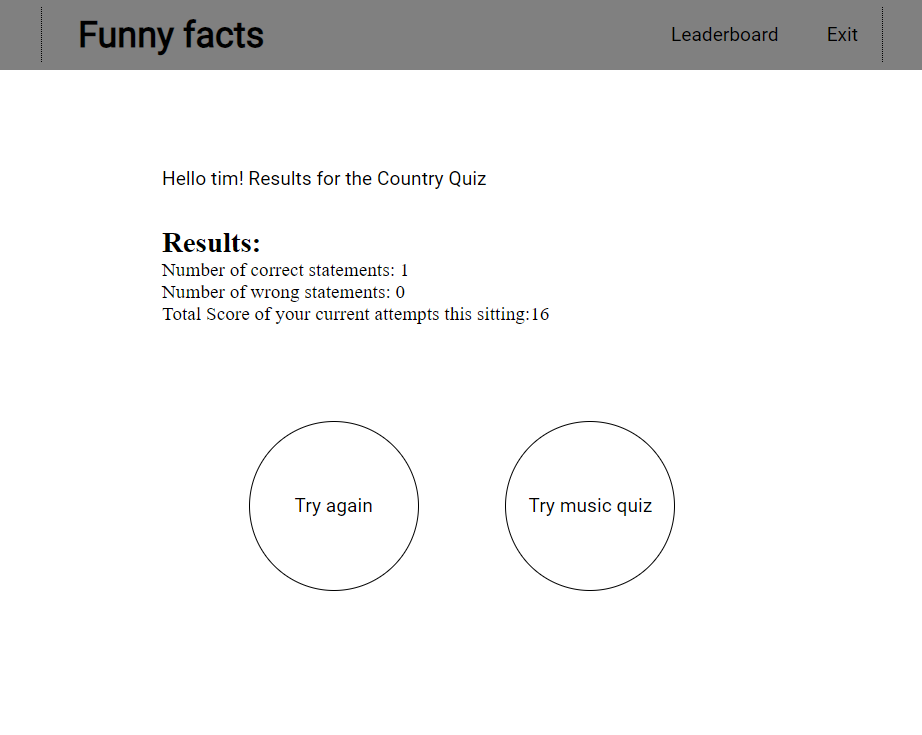 Funny facts
Leaderboard
Exit
Hello tim! Results for the Country Quiz
Results:
Number of correct statements: 1
Number of wrong statements: 0
Total Score of your current attempts this sitting:16
Try again
Try music quiz